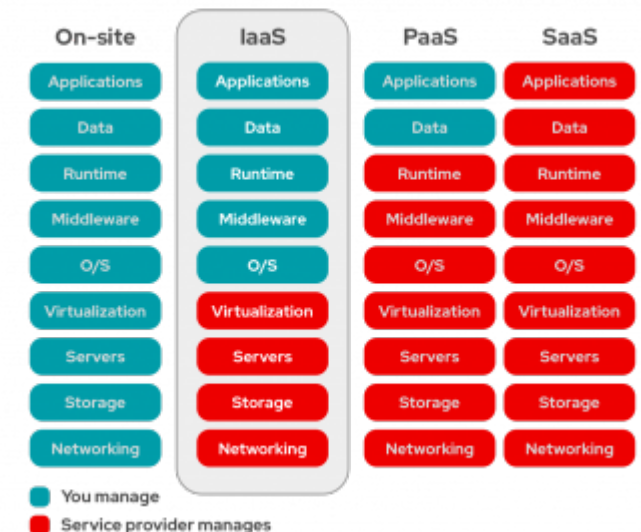 On-site IaaS PaaS SaaS
Applications Applications Applications Applications
Data Data Data Data
Runtime Runtime Runtime Runtime
Middleware Middleware Middleware Middleware
O/S O/S O/S O/S
Virtualization Virtualization Virtualization Virtualization
Servers Servers Servers Servers
Storage Storage Storage Storage
Networking Networking Networking Networking
You manage
Service provider manages